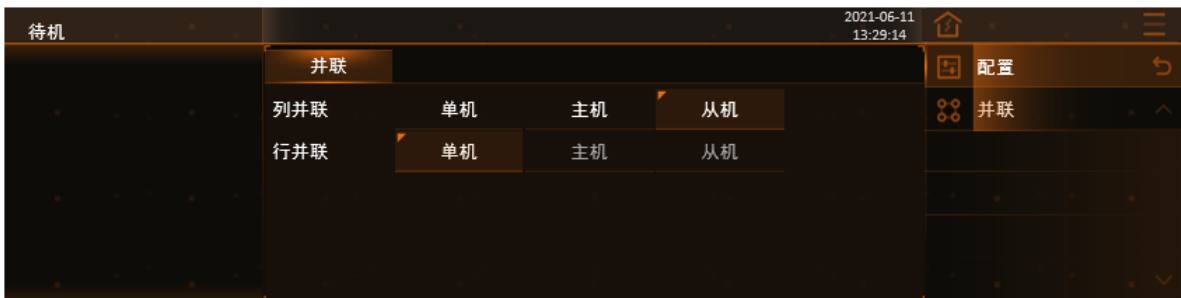 待机
2021-06-11
13:29:14
并联
列并联 单机 主机 从机
行并联 单机 主机 从机
配置
并联